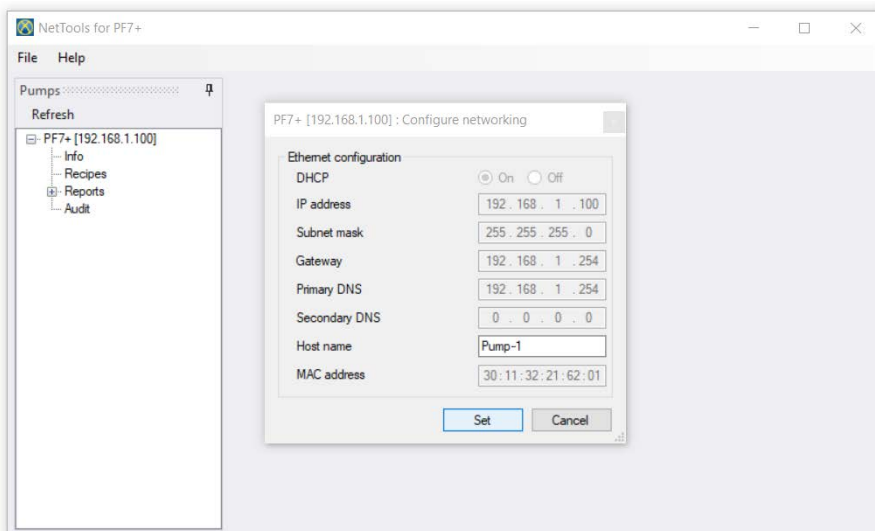 NetTools for PF7+
File Help
Pumps
Refresh
PF7+ [192.168.1.100]
Info
Recipes
Reports
Audit
PF7+ [192.168.1.100] : Configure networking
Ethernet configuration
DHCP On Off
IP address 192 . 168 . 1 . 100
Subnet mask 255 . 255 . 255 . 0
Gateway 192 . 168 . 1 . 254
Primary DNS 192 . 168 . 1 . 254
Secondary DNS 0 . 0 . 0 . 0
Host name Pump-1
MAC address 30:11:32:21:62:01
Set Cancel